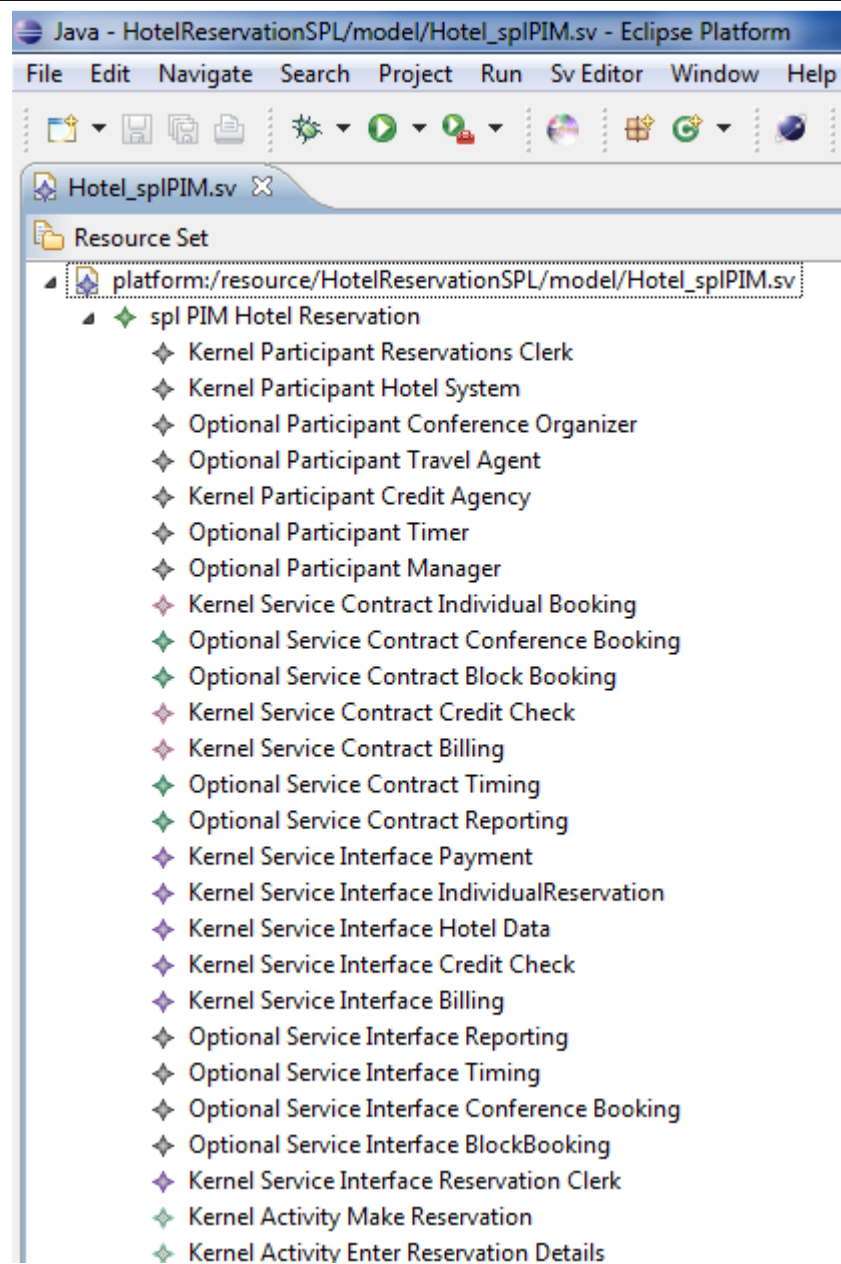 Java - HotelReservationSPL/model/Hotel_splPIM.sv - Eclipse Platform
File Edit Navigate Search Project Run Sv Editor Window Help
Hotel_splPIM.sv
Resource Set
platform:/resource/HotelReservationSPL/model/Hotel_splPIM.sv
spl PIM Hotel Reservation
Kernel Participant Reservations Clerk
Kernel Participant Hotel System
Optional Participant Conference Organizer
Optional Participant Travel Agent
Kernel Participant Credit Agency
Optional Participant Timer
Optional Participant Manager
Kernel Service Contract Individual Booking
Optional Service Contract Conference Booking
Optional Service Contract Block Booking
Kernel Service Contract Credit Check
Kernel Service Contract Billing
Optional Service Contract Timing
Optional Service Contract Reporting
Kernel Service Interface Payment
Kernel Service Interface IndividualReservation
Kernel Service Interface Hotel Data
Kernel Service Interface Credit Check
Kernel Service Interface Billing
Optional Service Interface Reporting
Optional Service Interface Timing
Optional Service Interface Conference Booking
Optional Service Interface BlockBooking
Kernel Service Interface Reservation Clerk
Kernel Activity Make Reservation
Kernel Activity Enter Reservation Details